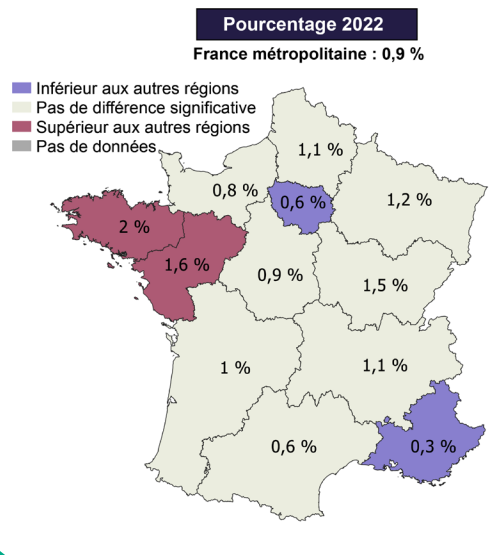 Pourcentage 2022
France métropolitaine : 0,9 %
Inférieur aux autres régions
Pas de différence significative
Supérieur aux autres régions
Pas de données
1,1 %
0,8 %
0,6 %
1,2 %
2 %
1,6 %
0,9 %
1,5 %
1 %
1,1 %
0,6 %
0,3 %